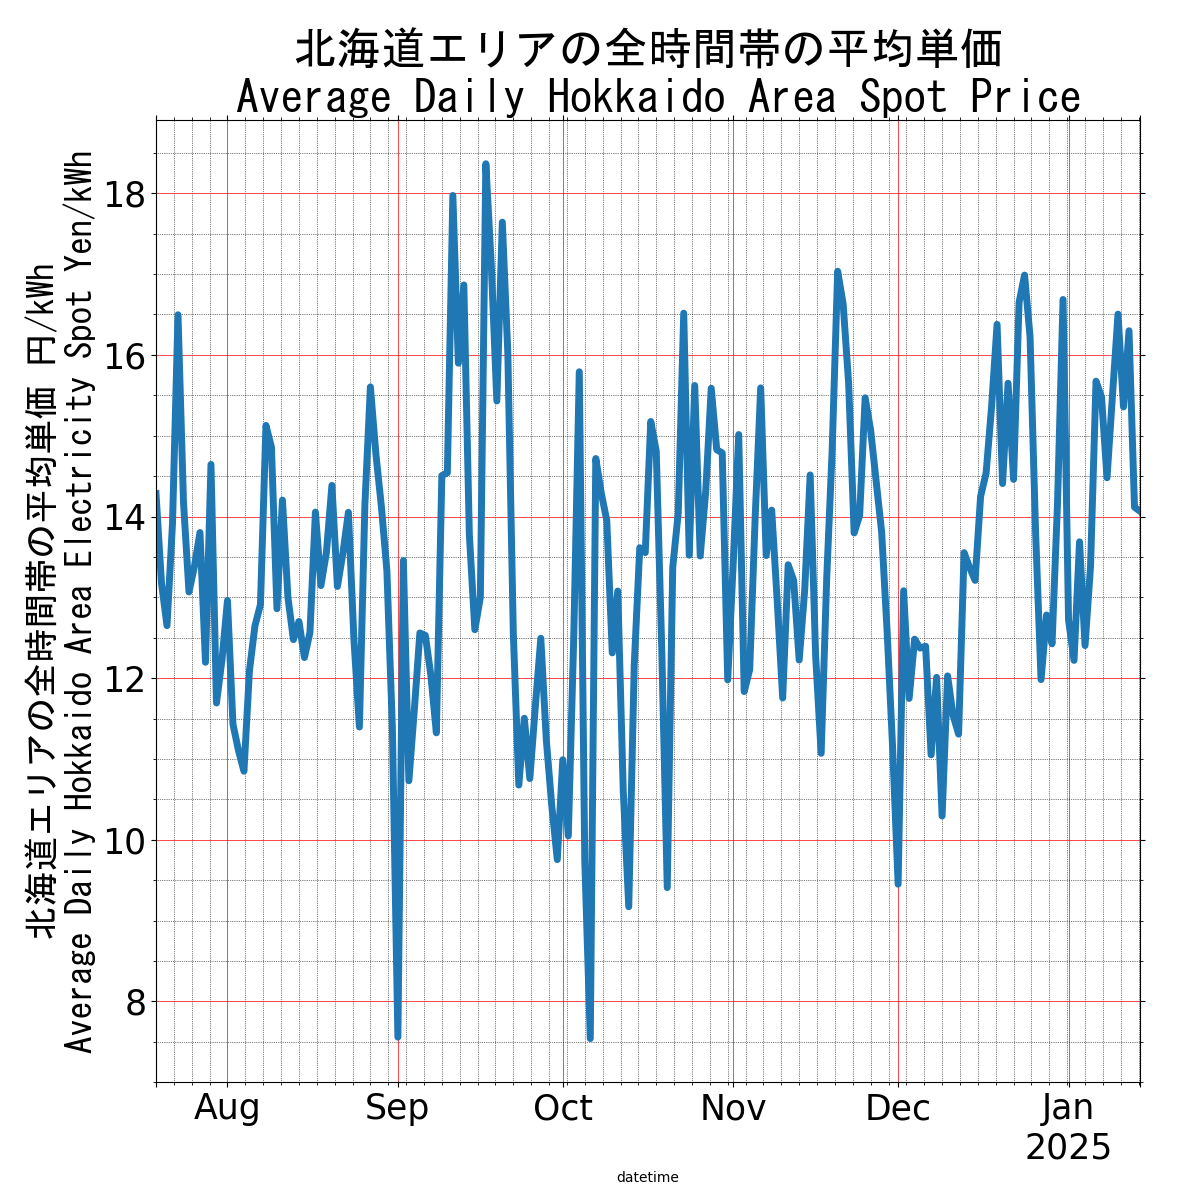 北海道エリアの全時間帯の平均単価
Average Daily Hokkaido Area Spot Price
北海道エリアの全時間帯の平均単価 円/kWh
Average Daily Hokkaido Area Electricity Spot Yen/kWh
18
16
14
12
10
8
Aug Sep Oct Nov Dec Jan
2025
datetime